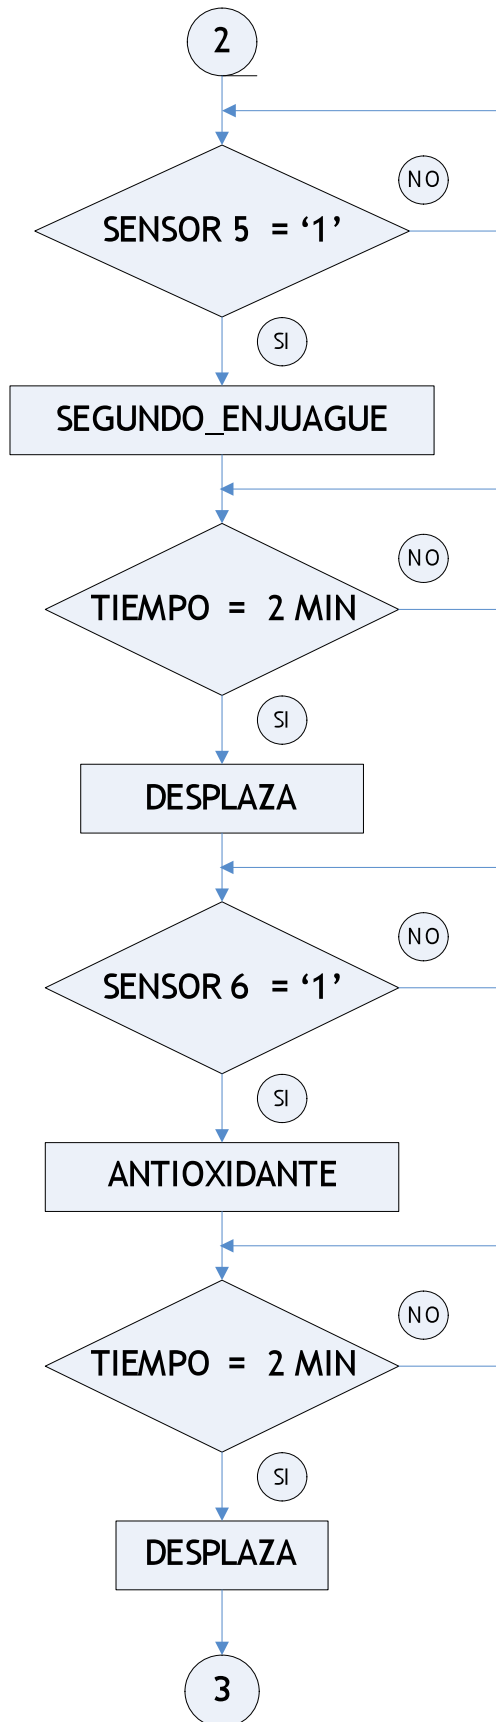 2
NO
SENSOR 5 = ‘1’
SI
SEGUNDO_ENJUAGUE
NO
TIEMPO = 2 MIN
SI
DESPLAZA
NO
SENSOR 6 = ‘1’
SI
ANTIOXIDANTE
NO
TIEMPO = 2 MIN
SI
DESPLAZA
3